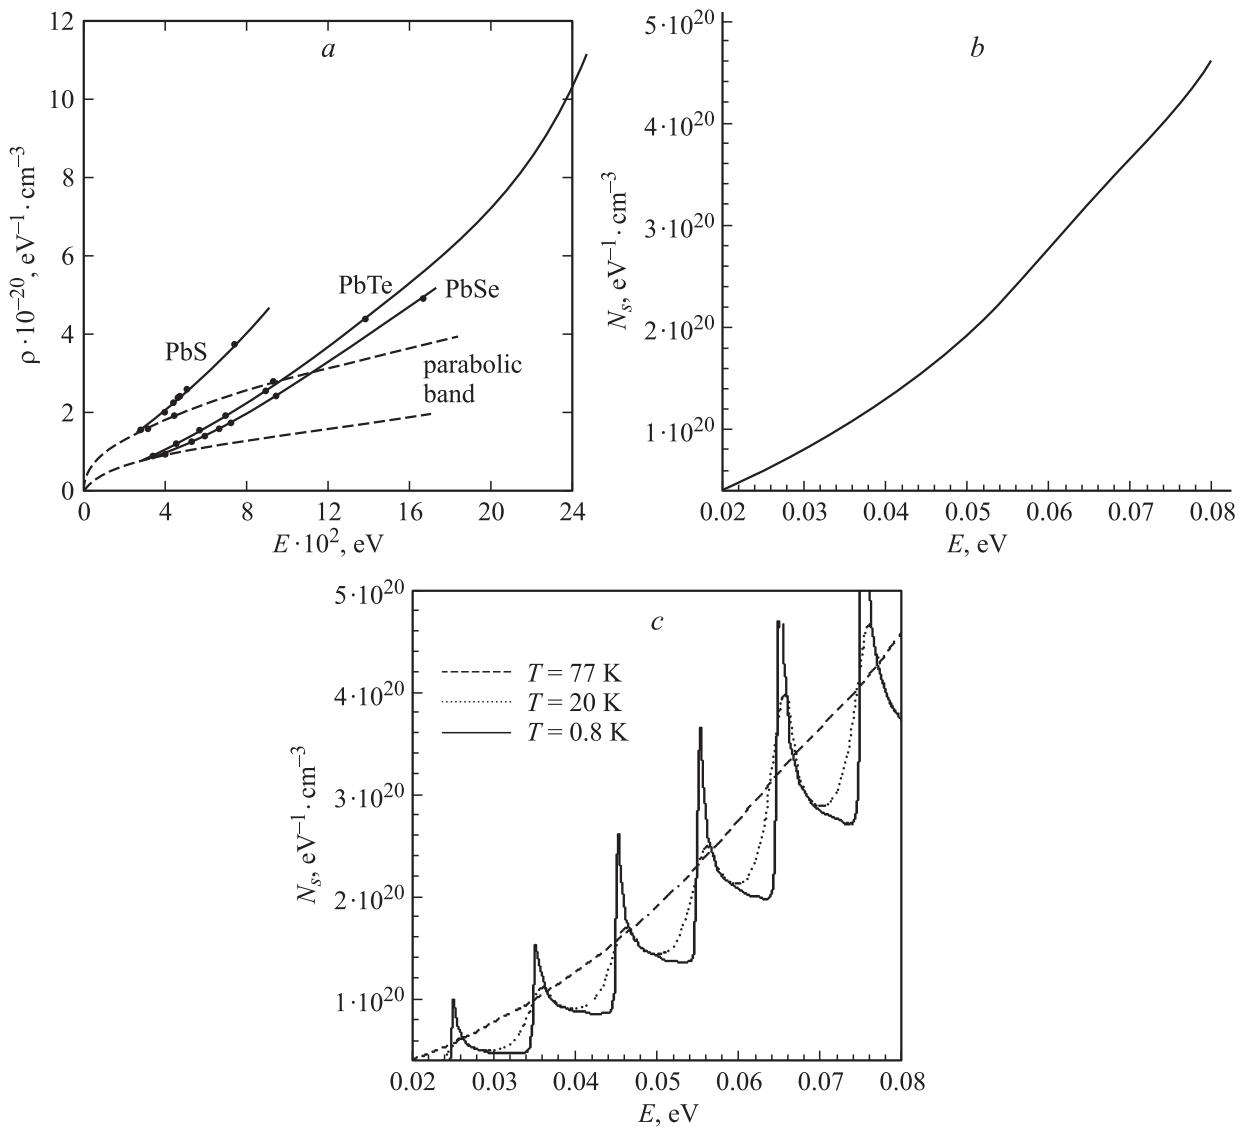 a
12
10
8
6
4
2
0
ρ·10⁻²⁰, eV⁻¹·cm⁻³
PbS
PbTe
PbSe
parabolic
band
0 4 8 12 16 20 24
E·10², eV
b
5·10²⁰
4·10²⁰
3·10²⁰
2·10²⁰
1·10²⁰
Nₛ, eV⁻¹·cm⁻³
0.02 0.03 0.04 0.05 0.06 0.07 0.08
E, eV
c
5·10²⁰
4·10²⁰
3·10²⁰
2·10²⁰
1·10²⁰
Nₛ, eV⁻¹·cm⁻³
T = 77 K
T = 20 K
T = 0.8 K
0.02 0.03 0.04 0.05 0.06 0.07 0.08
E, eV